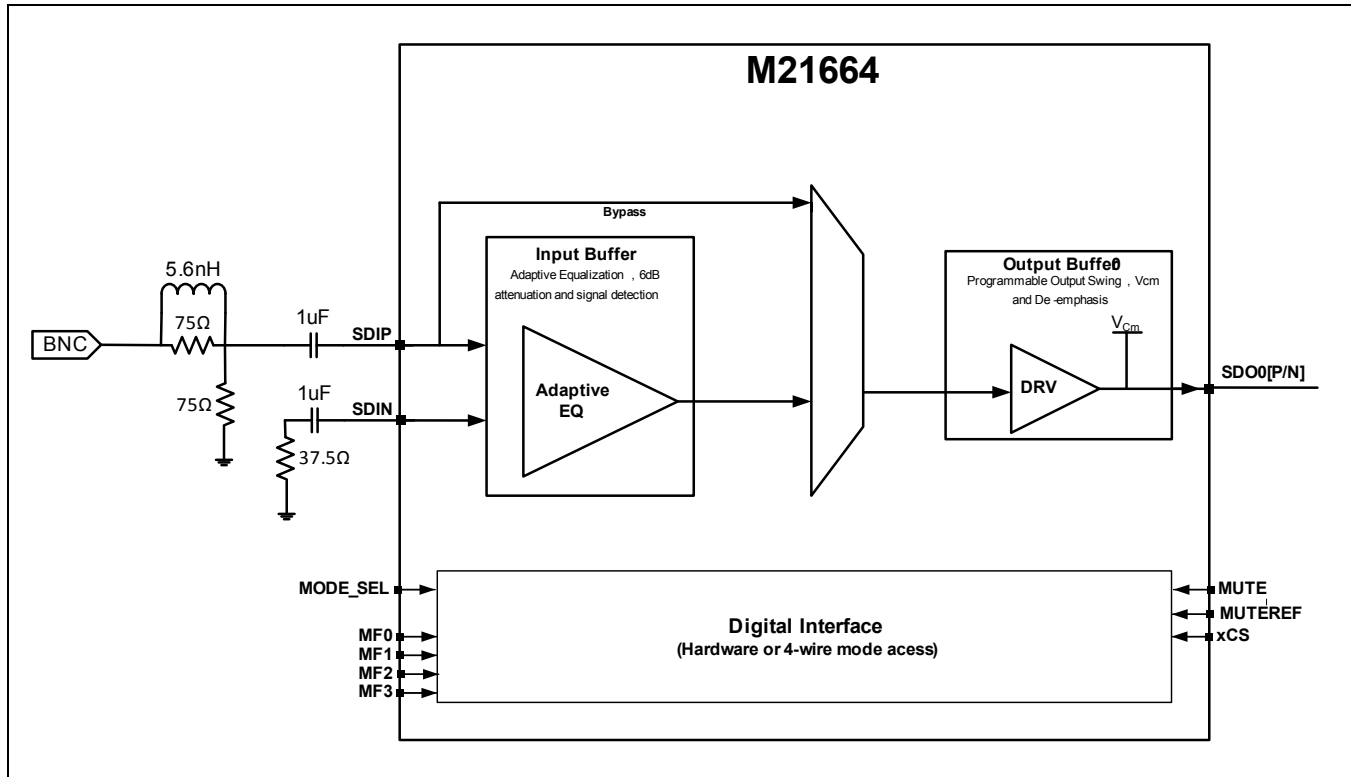 M21664
Bypass
Input Buffer
Adaptive Equalization , 6dB
attenuation and signal detection
Adaptive
EQ
Output Buffer0
Programmable Output Swing , Vcm
and De -emphasis
VCm
DRV
5.6nH
75Ω
BNC
75Ω
1uF
SDIP
1uF
SDIN
37.5Ω
SDO0[P/N]
MODE_SEL
MF0
MF1
MF2
MF3
Digital Interface
(Hardware or 4-wire mode acess)
MUTE
MUTEREF
xCS